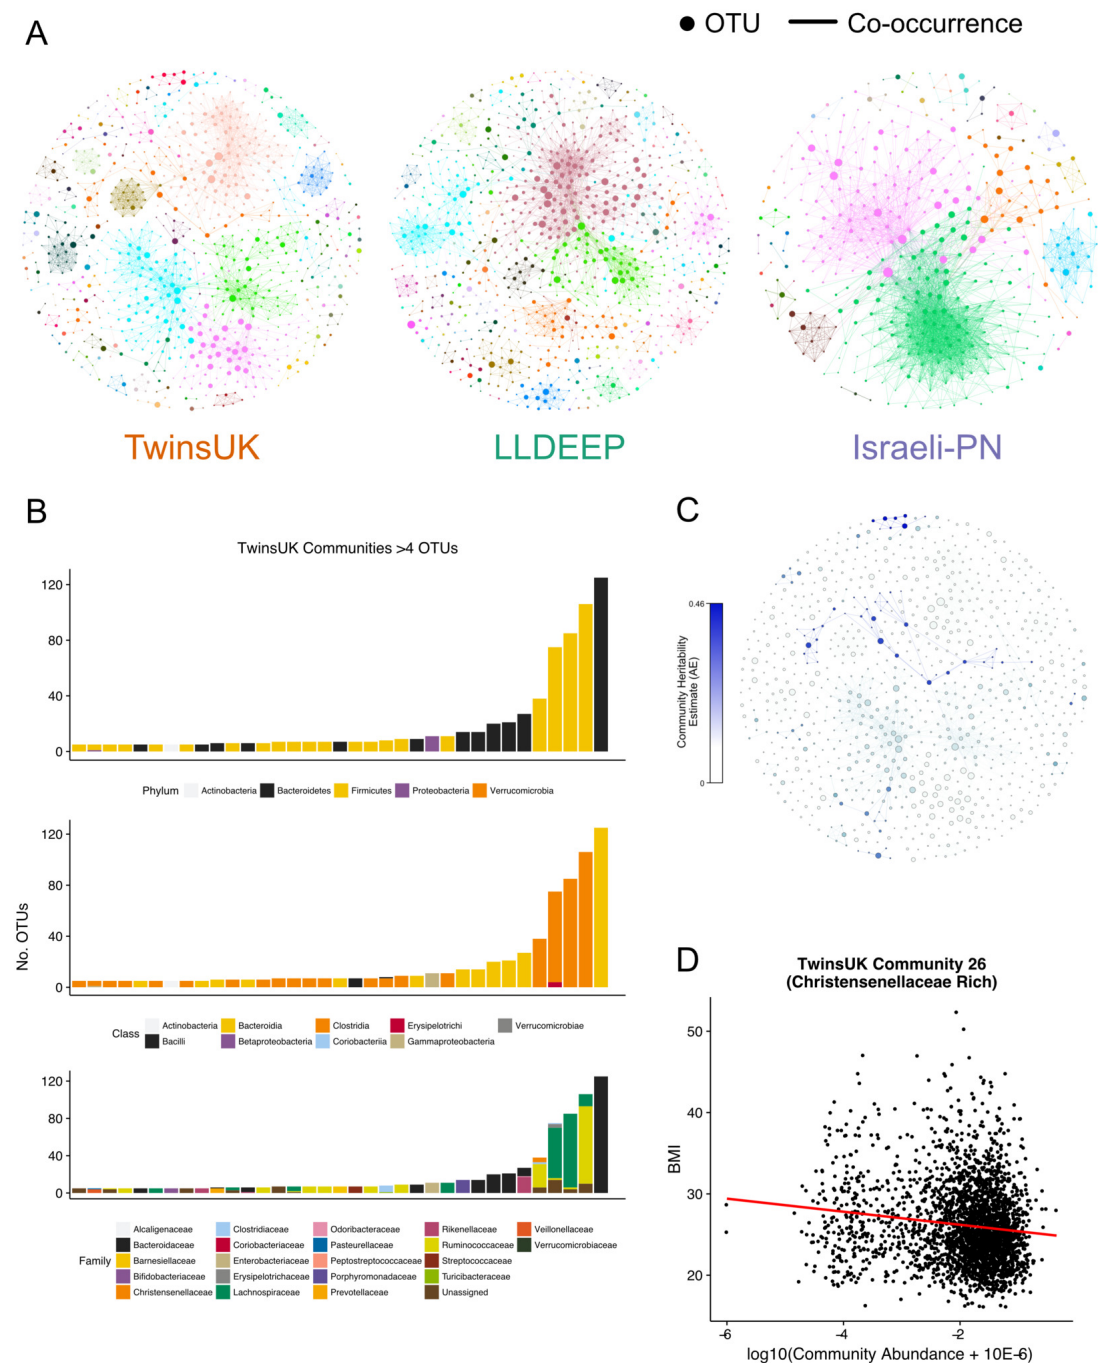 A
OTU Co-occurrence
TwinsUK
LLDEEP
Israeli-PN
B
TwinsUK Communities >4 OTUs
120
80
40
0
Phylum Actinobacteria Bacteroidetes Firmicutes Proteobacteria Verrucomicrobia
No. OTUs
120
80
40
0
Class
Actinobacteria Bacteroidia Clostridia Erysipelotrichi Verrucomicrobiae
Bacilli Betaproteobacteria Coriobacteriia Gammaproteobacteria
120
80
40
0
Family
Alcaligenaceae Clostridiaceae Odoribacteraceae Rikenellaceae Veillonellaceae
Bacteroidaceae Coriobacteriaceae Pasteurellaceae Ruminococcaceae Verrucomicrobiaceae
Barnesiellaceae Enterobacteriaceae Peptostreptococcaceae Streptococcaceae
Bifidobacteriaceae Erysipelotrichaceae Porphyromonadaceae Turicibacteraceae
Christensenellaceae Lachnospiraceae Prevotellaceae Unassigned
C
0.46
0
Community Heritability
Estimate (AE)
D
TwinsUK Community 26
(Christensenellaceae Rich)
BMI
50
40
30
20
-6 -4 -2
log10(Community Abundance + 10E-6)